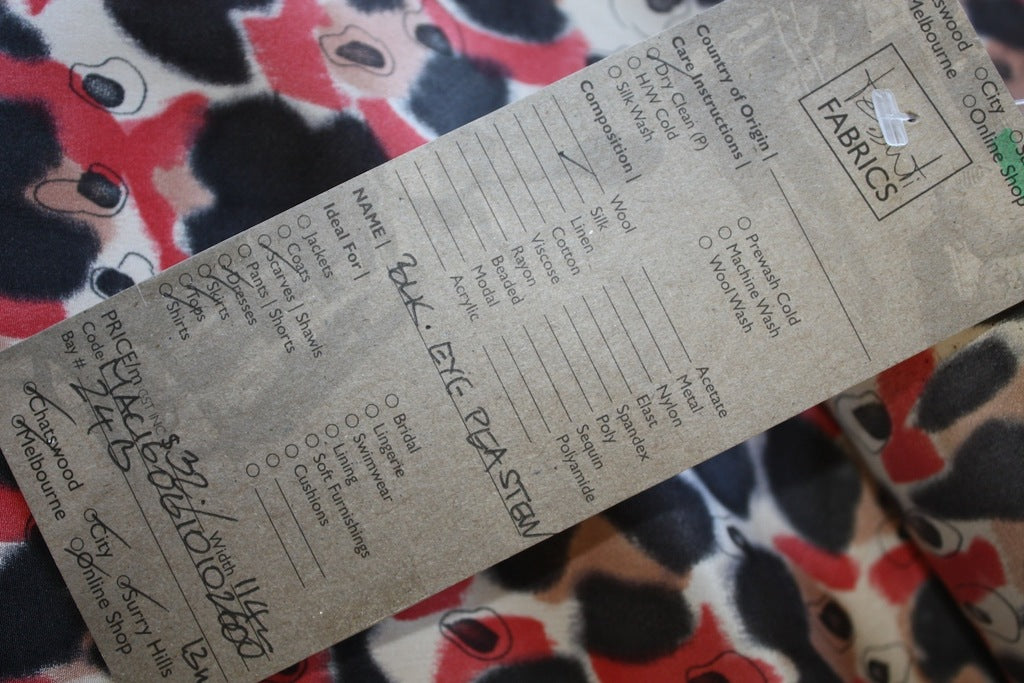 Chatswood
Melbourne
City
Online Shop
Tessuti
FABRICS
Country of Origin |
Care Instructions |
Dry Clean (P)
H/W Cold
Silk Wash
Prewash Cold
Machine Wash
Wool Wash
Composition |
Wool
Silk
Linen
Cotton
Viscose
Rayon
Beaded
Modal
Acrylic
Acetate
Metal
Nylon
Elast
Spandex
Poly
Sequin
Polyamide
NAME | BLK. EYE PEA STEW
Ideal For |
Jackets
Coats
Scarves | Shawls
Dresses
Pants | Shorts
Skirts
Tops
Shirts
Bridal
Lingerie
Swimwear
Lining
Soft Furnishings
Cushions
PRICE/m
Width
Code
Bay #
Chatswood
City
Surry Hills
Melbourne
Online Shop